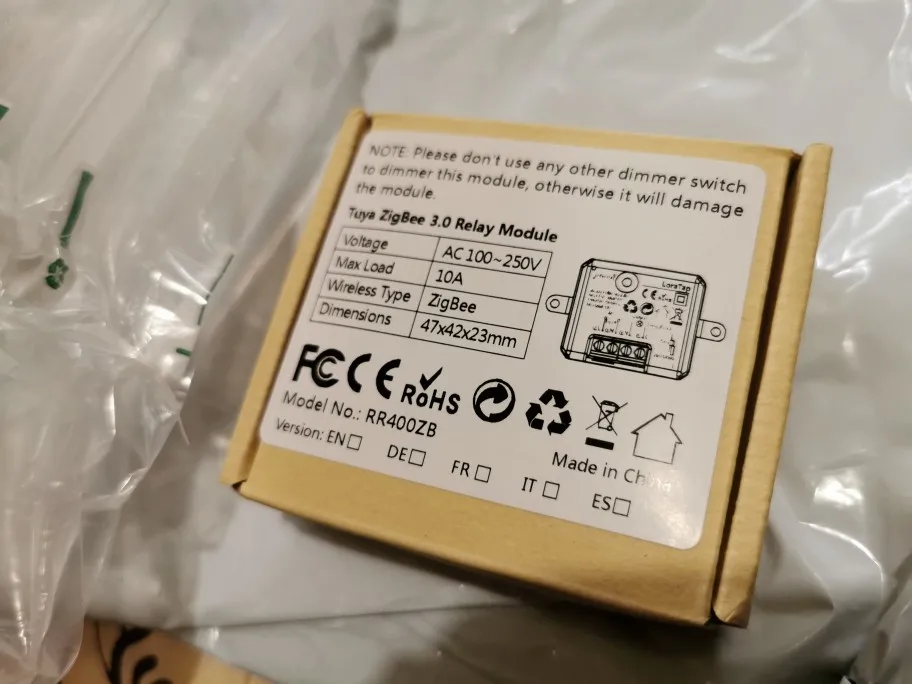 NOTE: Please don't use any other dimmer switch
to dimmer this module, otherwise it will damage
the module.
Tuya ZigBee 3.0 Relay Module
Voltage AC 100~250V
Max Load 10A
Wireless Type ZigBee
Dimensions 47x42x23mm
LoraTap
FC CE RoHS
Model No.: RR400ZB
Made in China
Version: EN DE FR IT ES